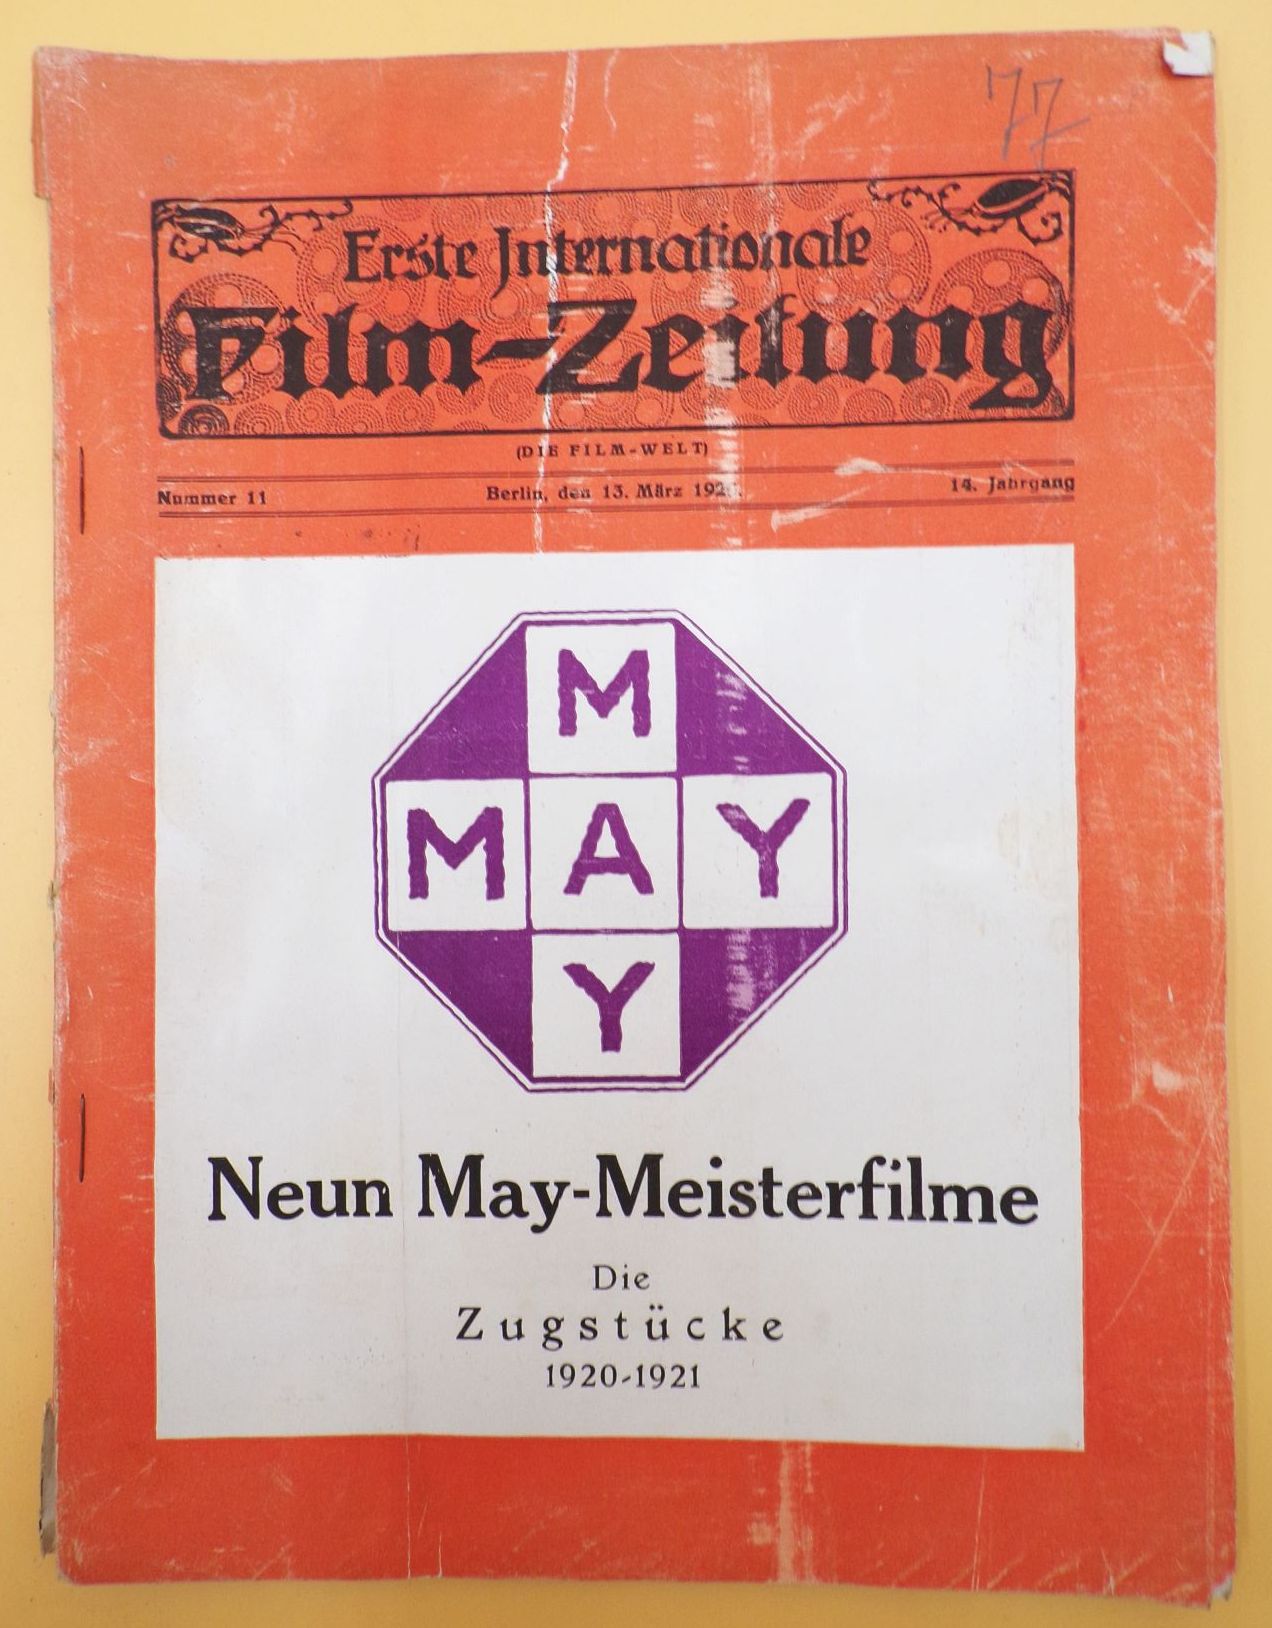 77
Erste Internationale
Film-Zeitung
(DIE FILM-WELT)
Nummer 11 Berlin, den 13. März 1920. 14. Jahrgang
M
M A Y
Y
Neun May-Meisterfilme
Die
Zugstücke
1920-1921